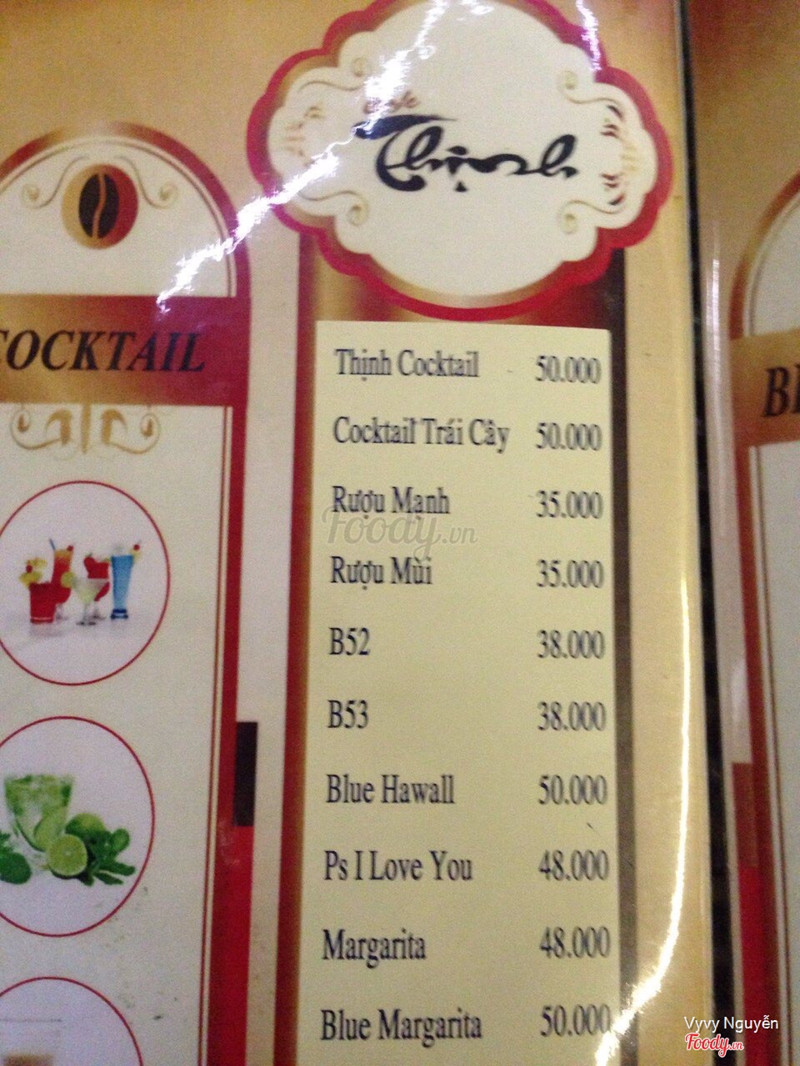 Cafe
Thịnh
COCKTAIL
Thịnh Cocktail 50.000
Cocktail Trái Cây 50.000
Rượu Mạnh 35.000
Foody.vn
Rượu Mùi 35.000
B52 38.000
B53 38.000
Blue Hawall 50.000
Ps I Love You 48.000
Margarita 48.000
Blue Margarita 50.000
Vyvy Nguyễn
Foody.vn